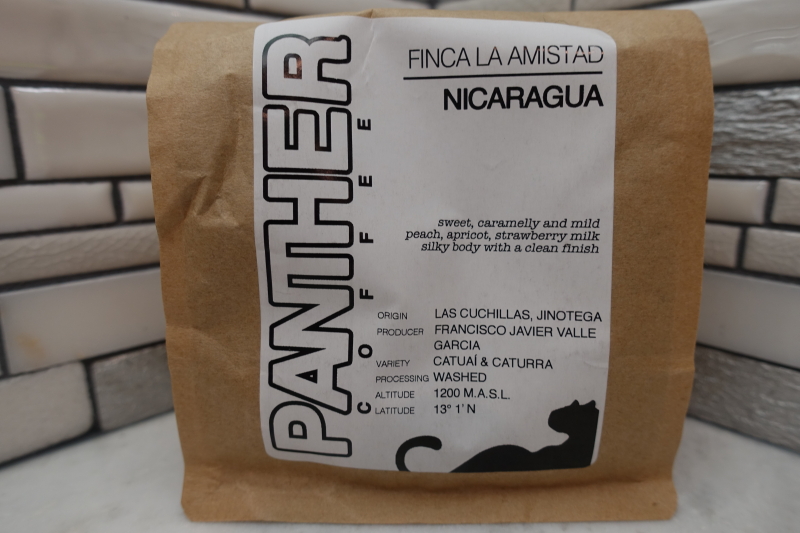 PANTHER
COFFEE
FINCA LA AMISTAD
NICARAGUA
sweet, caramelly and mild
peach, apricot, strawberry milk
silky body with a clean finish
ORIGIN LAS CUCHILLAS, JINOTEGA
PRODUCER FRANCISCO JAVIER VALLE
GARCIA
VARIETY CATUAÍ & CATURRA
PROCESSING WASHED
ALTITUDE 1200 M.A.S.L.
LATITUDE 13° 1' N